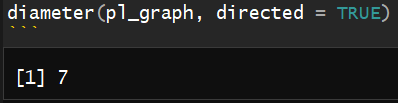 diameter(pl_graph, directed = TRUE)
```
[1] 7